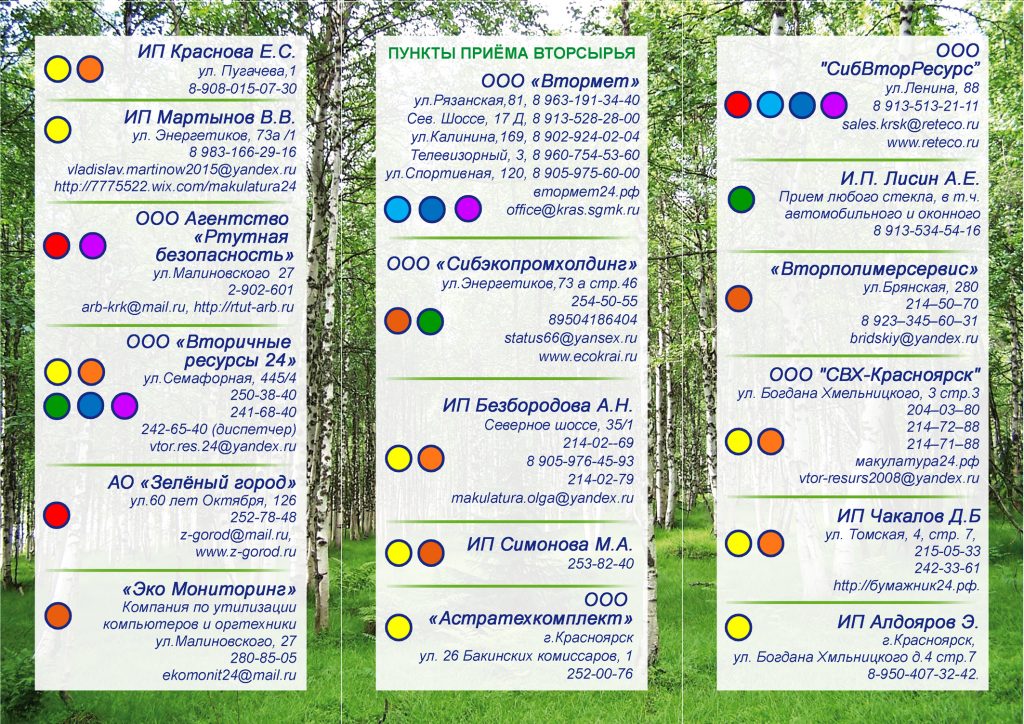 ИП Краснова Е.С.
ул. Пугачева,1
8-908-015-07-30
ИП Мартынов В.В.
ул. Энергетиков, 73а /1
8 983-166-29-16
vladislav.martinow2015@yandex.ru
http://7775522.wix.com/makulatura24
ООО Агентство
«Ртутная
безопасность»
ул.Малиновского 27
2-902-601
arb-krk@mail.ru, http://rtut-arb.ru
ООО «Вторичные
ресурсы 24»
ул.Семафорная, 445/4
250-38-40
241-68-40
242-65-40 (диспетчер)
vtor.res.24@yandex.ru
АО «Зелёный город»
ул.60 лет Октября, 126
252-78-48
z-gorod@mail.ru,
www.z-gorod.ru
«Эко Мониторинг»
Компания по утилизации
компьютеров и оргтехники
ул.Малиновского, 27
280-85-05
ekomonit24@mail.ru
ПУНКТЫ ПРИЁМА ВТОРСЫРЬЯ
ООО «Втормет»
ул.Рязанская,81, 8 963-191-34-40
Сев. Шоссе, 17 Д, 8 913-528-28-00
ул.Калинина,169, 8 902-924-02-04
Телевизорный, 3, 8 960-754-53-60
ул.Спортивная, 120, 8 905-975-60-00
втормет24.рф
office@kras.sgmk.ru
ООО «Сибэкопромхолдинг»
ул.Энергетиков,73 а стр.46
254-50-55
89504186404
status66@yansex.ru
www.ecokrai.ru
ИП Безбородова А.Н.
Северное шоссе, 35/1
214-02--69
8 905-976-45-93
214-02-79
makulatura.olga@yandex.ru
ИП Симонова М.А.
253-82-40
ООО
«Астратехкомплект»
г.Красноярск
ул. 26 Бакинских комиссаров, 1
252-00-76
ООО
"СибВторРесурс”
ул.Ленина, 88
8 913-513-21-11
sales.krsk@reteco.ru
www.reteco.ru
И.П. Лисин А.Е.
Прием любого стекла, в т.ч.
автомобильного и оконного
8 913-534-54-16
«Вторполимерсервис»
ул.Брянская, 280
214–50–70
8 923–345–60–31
bridskiy@yandex.ru
ООО "СВХ-Красноярск"
ул. Богдана Хмельницкого, 3 стр.3
204–03–80
214–72–88
214–71–88
макулатура24.рф
vtor-resurs2008@yandex.ru
ИП Чакалов Д.Б
ул. Томская, 4, стр. 7,
215-05-33
242-33-61
http://бумажник24.рф.
ИП Алдояров Э.
г.Красноярск,
ул. Богдана Хмльницкого д.4 стр.7
8-950-407-32-42.